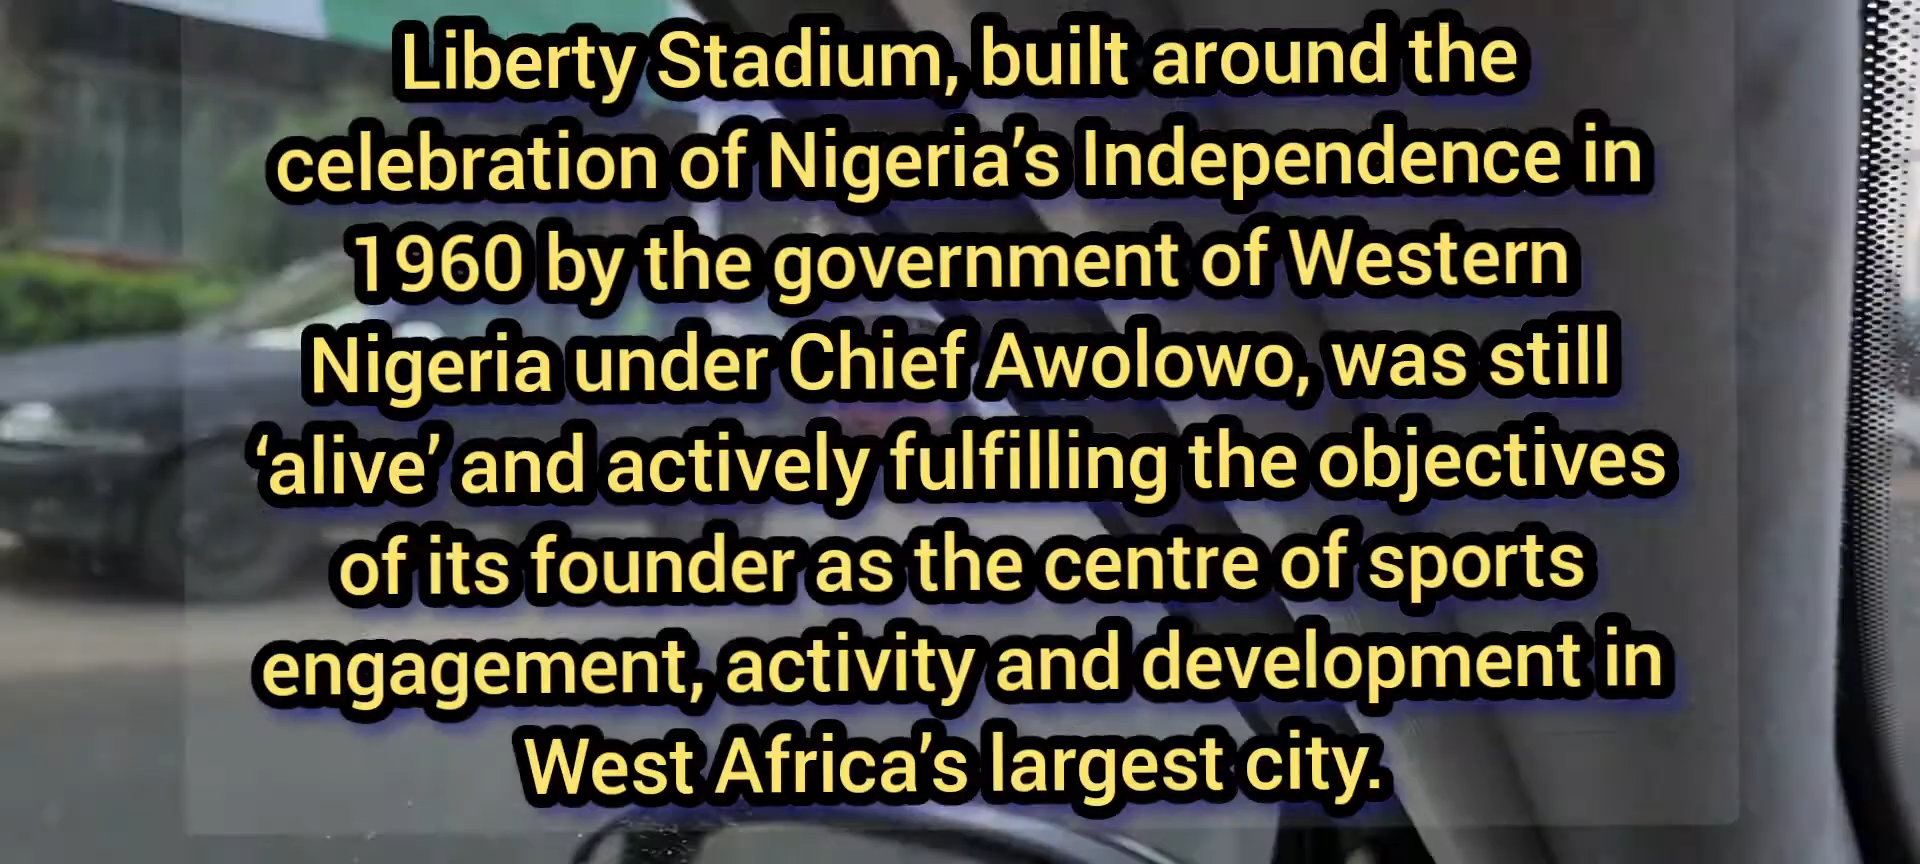 Liberty Stadium, built around the
celebration of Nigeria’s Independence in
1960 by the government of Western
Nigeria under Chief Awolowo, was still
‘alive’ and actively fulfilling the objectives
of its founder as the centre of sports
engagement, activity and development in
West Africa’s largest city.